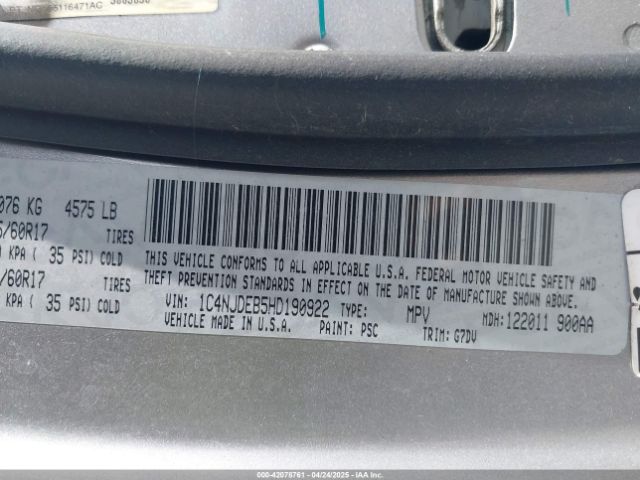 55116471AC
076 KG 4575 LB
/60R17 TIRES
KPA ( 35 PSI) COLD
/60R17 TIRES
KPA ( 35 PSI) COLD
THIS VEHICLE CONFORMS TO ALL APPLICABLE U.S.A. FEDERAL MOTOR VEHICLE SAFETY AND
THEFT PREVENTION STANDARDS IN EFFECT ON THE DATE OF MANUFACTURE SHOWN ABOVE.
VIN: 1C4NJDEB5HD190922 TYPE: MPV MDH:122011 900AA
VEHICLE MADE IN U.S.A. PAINT: PSC TRIM: G7DV
000-42076761 - 04/24/2025 - IAA Inc.